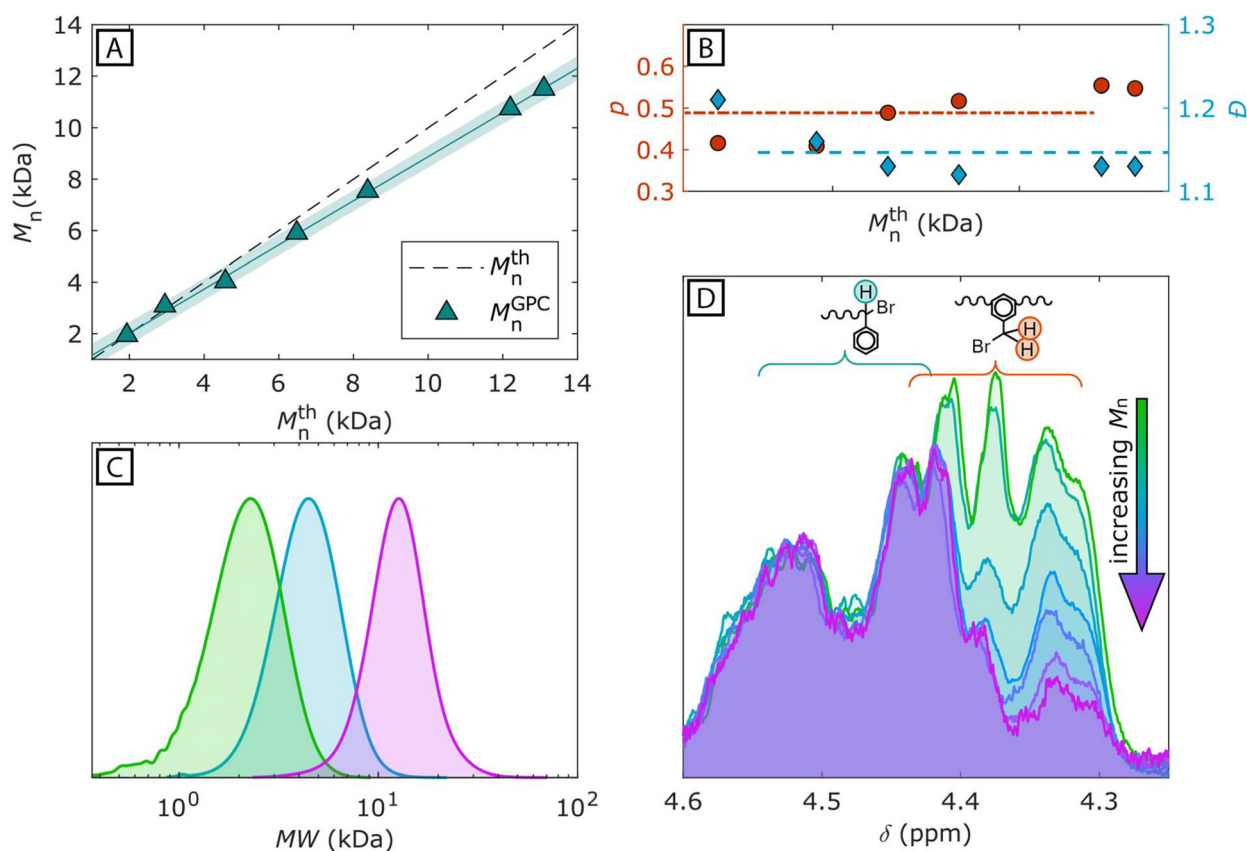 A
14
12
10
8
6
4
2
Mn(kDa)
Mnth
MnGPC
2 4 6 8 10 12 14
Mnth (kDa)
B
0.6
0.5
0.4
0.3
p
1.3
1.2
1.1
Đ
Mnth (kDa)
C
10^0 10^1 10^2
MW (kDa)
D
H
Br
H
Br
H
increasing Mn
4.6 4.5 4.4 4.3
δ (ppm)